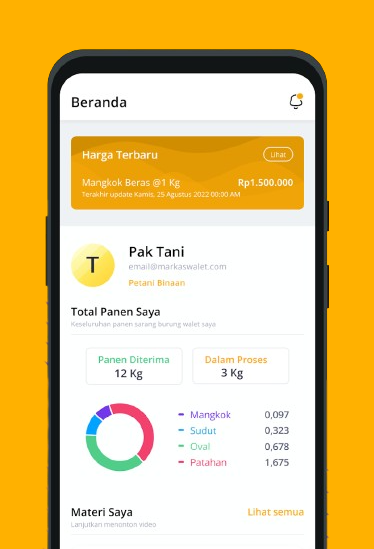 Beranda
Harga Terbaru
Lihat
Mangkok Beras @1 Kg Rp1.500.000
Terakhir update Kamis, 25 Agustus 2022 00:00 AM
T
Pak Tani
email@markaswalet.com
Petani Binaan
Total Panen Saya
Keseluruhan panen sarang burung walet saya
Panen Diterima
12 Kg
Dalam Proses
3 Kg
Mangkok 0,097
Sudut 0,323
Oval 0,678
Patahan 1,675
Materi Saya Lihat semua
Lanjutkan menonton video